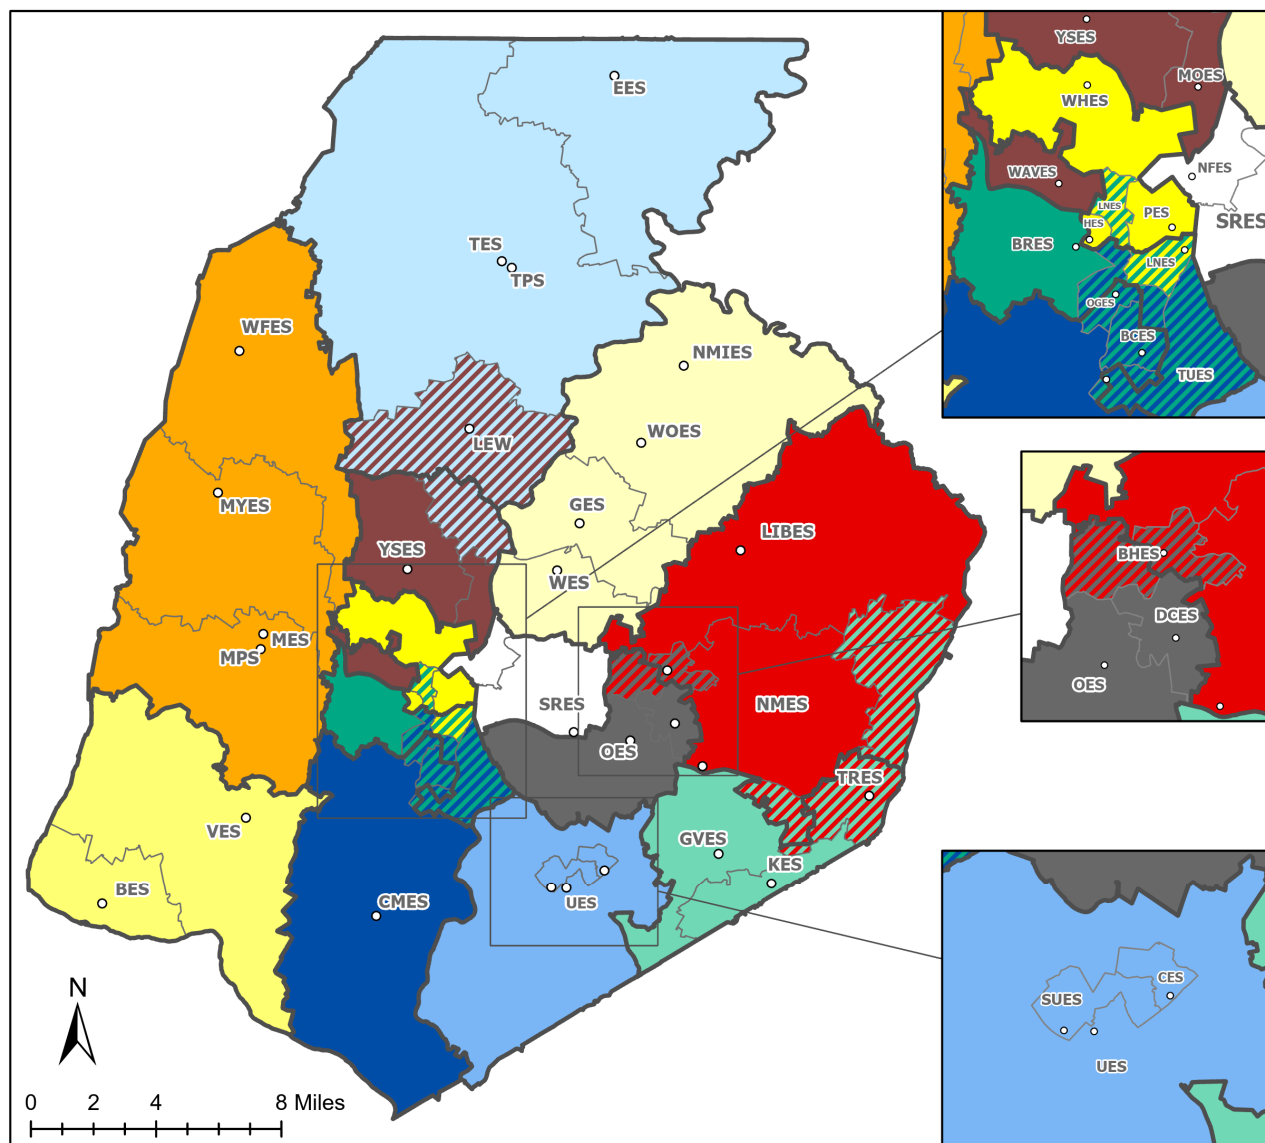 EES
TES
TPS
WFES
NMIES
WOES
LEW
MYES
GES
LIBES
YSES
WES
MES
MPS
SRES
NMES
OES
TRES
VES
GVES
KES
BES
CMES
UES
N
0 2 4 8 Miles
YSES
MOES
WHES
NFES
WAVES
LNES
PES
HES
SRES
BRES
LNES
OGES
BCES
TUES
BHES
DCES
OES
CES
SUES
UES